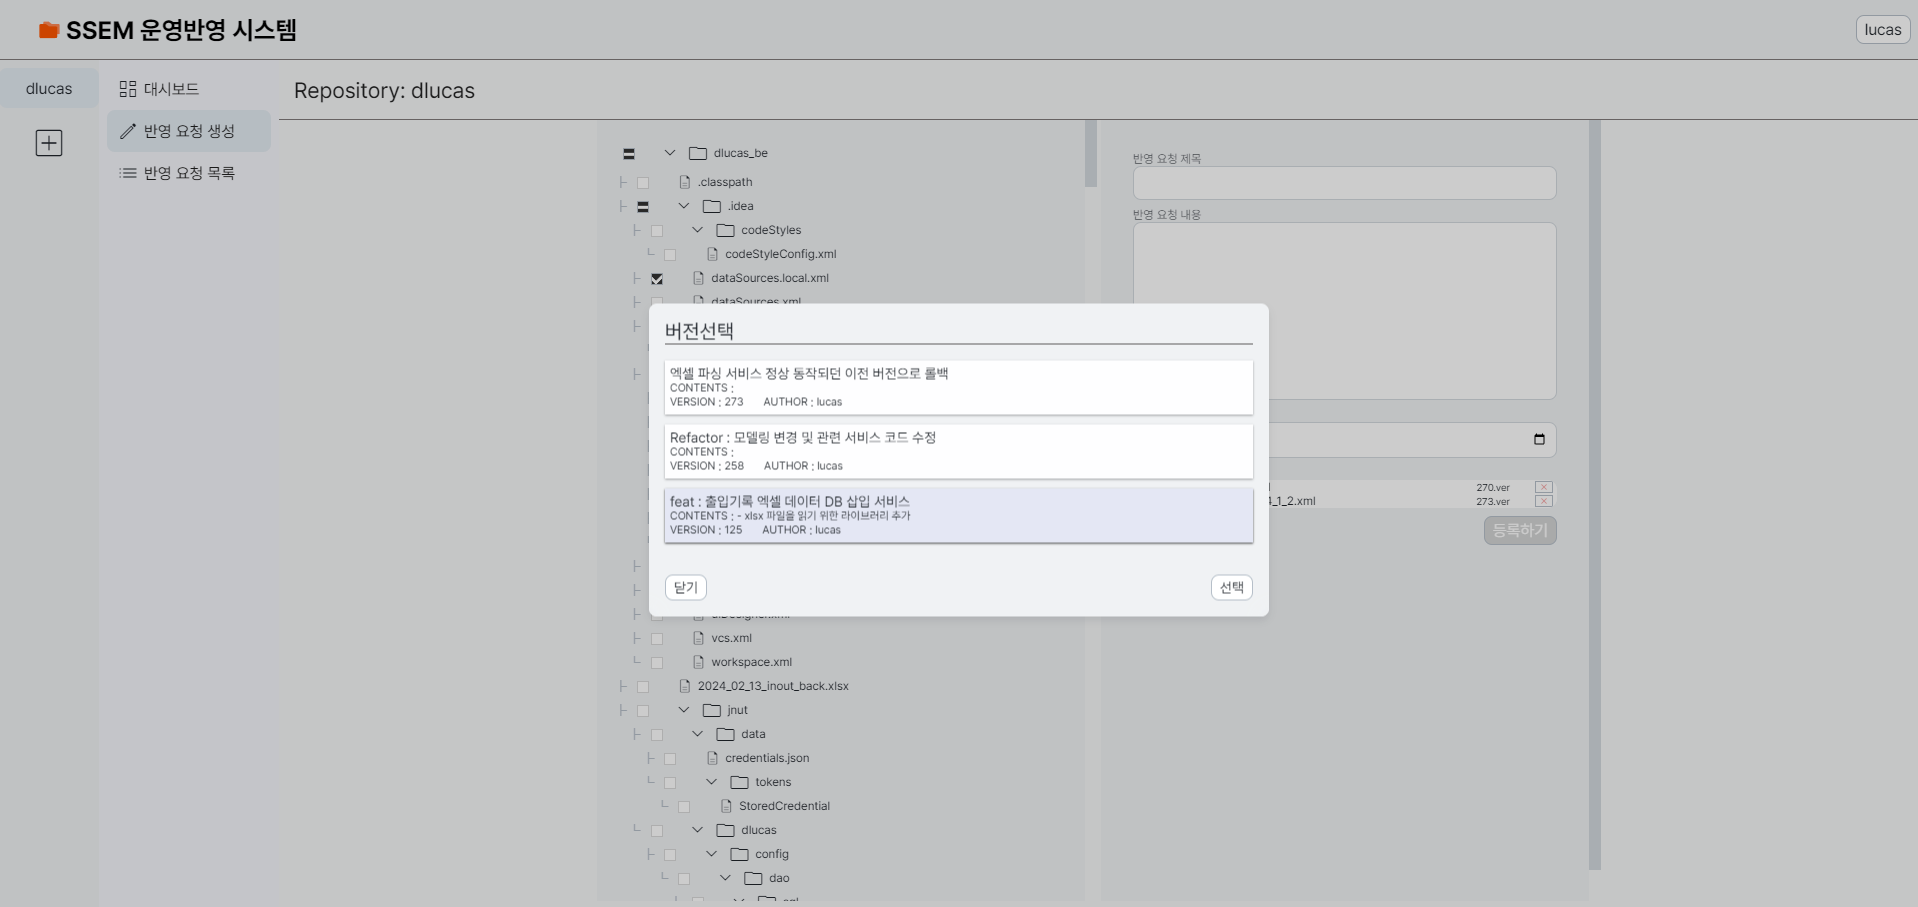 SSEM 운영반영 시스템
lucas
dlucas
대시보드
반영 요청 생성
반영 요청 목록
Repository: dlucas
dlucas_be
.classpath
.idea
codeStyles
codeStyleConfig.xml
dataSources.local.xml
dataSources.xml
vcs.xml
workspace.xml
2024_02_13_inout_back.xlsx
jnut
data
credentials.json
tokens
StoredCredential
dlucas
config
dao
반영 요청 제목
반영 요청 내용
270.ver
4_1_2.xml 273.ver
등록하기
버전선택
엑셀 파싱 서비스 정상 동작되던 이전 버전으로 롤백
CONTENTS :
VERSION : 273 AUTHOR : lucas
Refactor : 모델링 변경 및 관련 서비스 코드 수정
CONTENTS :
VERSION : 258 AUTHOR : lucas
feat : 출입기록 엑셀 데이터 DB 삽입 서비스
CONTENTS : - xlsx 파일을 읽기 위한 라이브러리 추가
VERSION : 125 AUTHOR : lucas
닫기
선택